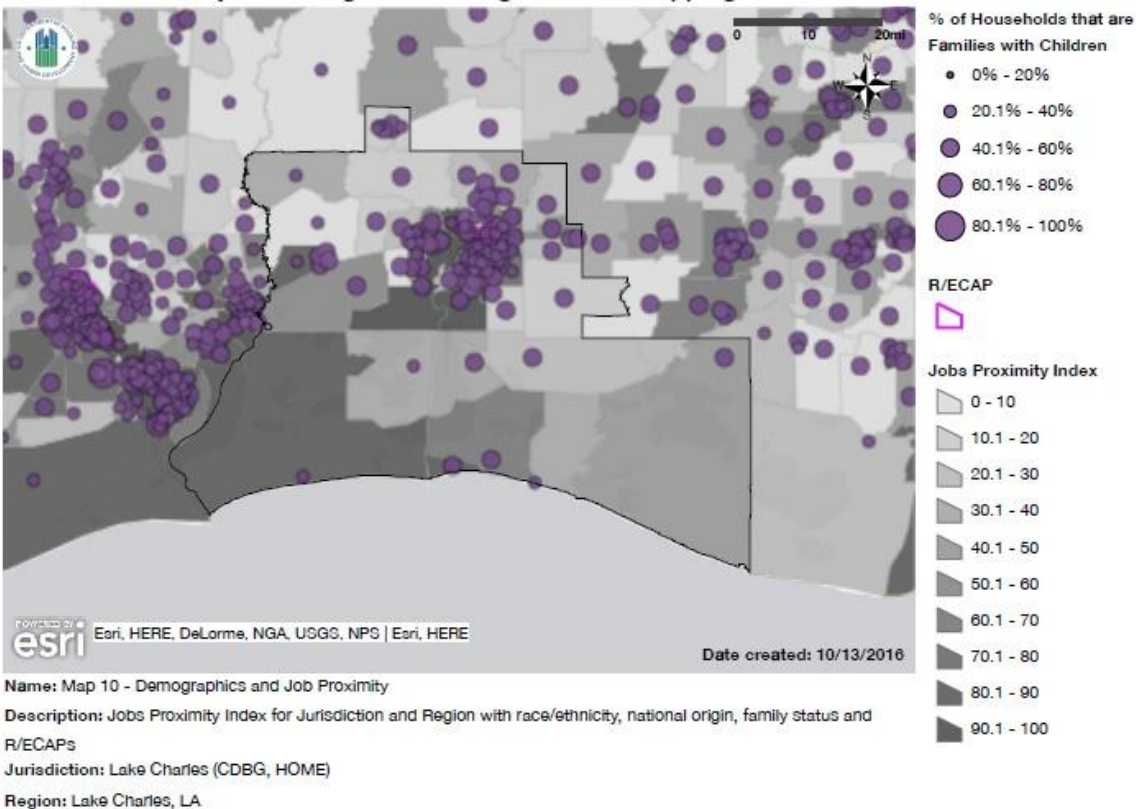 0 10 20mi
N
W E
S
% of Households that are
Families with Children
0% - 20%
20.1% - 40%
40.1% - 60%
60.1% - 80%
80.1% - 100%
R/ECAP
Jobs Proximity Index
0 - 10
10.1 - 20
20.1 - 30
30.1 - 40
40.1 - 50
50.1 - 60
60.1 - 70
70.1 - 80
80.1 - 90
90.1 - 100
POWERED BY
esri
Esri, HERE, DeLorme, NGA, USGS, NPS | Esri, HERE
Date created: 10/13/2016
Name: Map 10 - Demographics and Job Proximity
Description: Jobs Proximity Index for Jurisdiction and Region with race/ethnicity, national origin, family status and
R/ECAPs
Jurisdiction: Lake Charles (CDBG, HOME)
Region: Lake Charles, LA